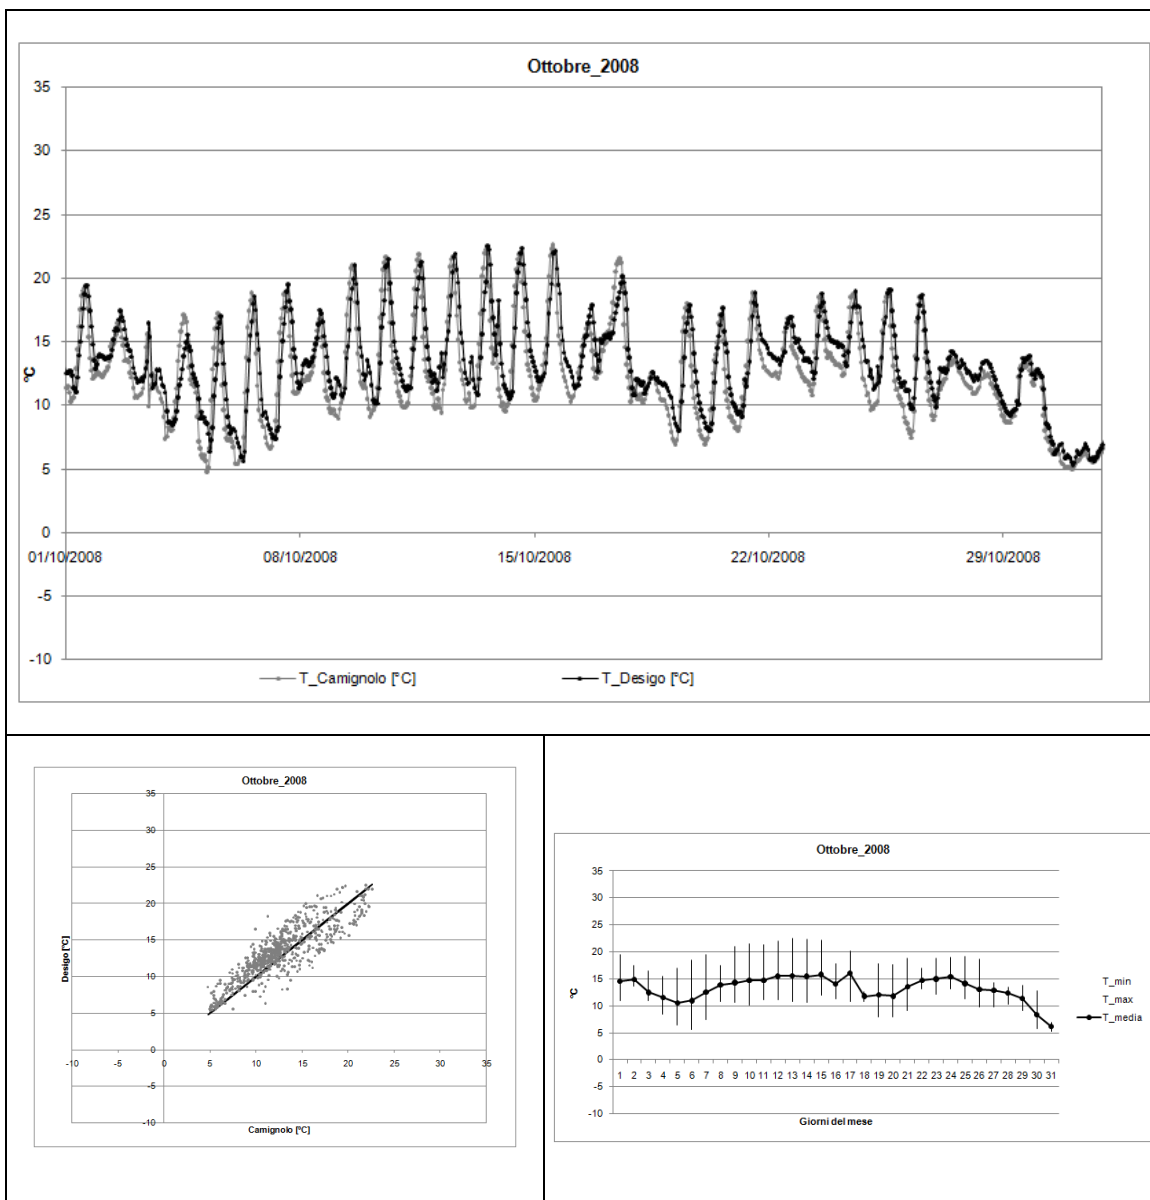 Ottobre_2008
35
30
25
20
15
°C
10
5
0
01/10/2008 08/10/2008 15/10/2008 22/10/2008 29/10/2008
-5
-10
T_Camignolo [°C] T_Desigo [°C]
Ottobre_2008
35
30
25
20
15
Desigo [°C]
10
5
0
-10 -5 0 5 10 15 20 25 30 35
-5
-10
Camignolo [°C]
Ottobre_2008
35
30
25
20
15
°C
10
5
0
1 2 3 4 5 6 7 8 9 10 11 12 13 14 15 16 17 18 19 20 21 22 23 24 25 26 27 28 29 30 31
-5
-10
Giorni del mese
T_min
T_max
T_media